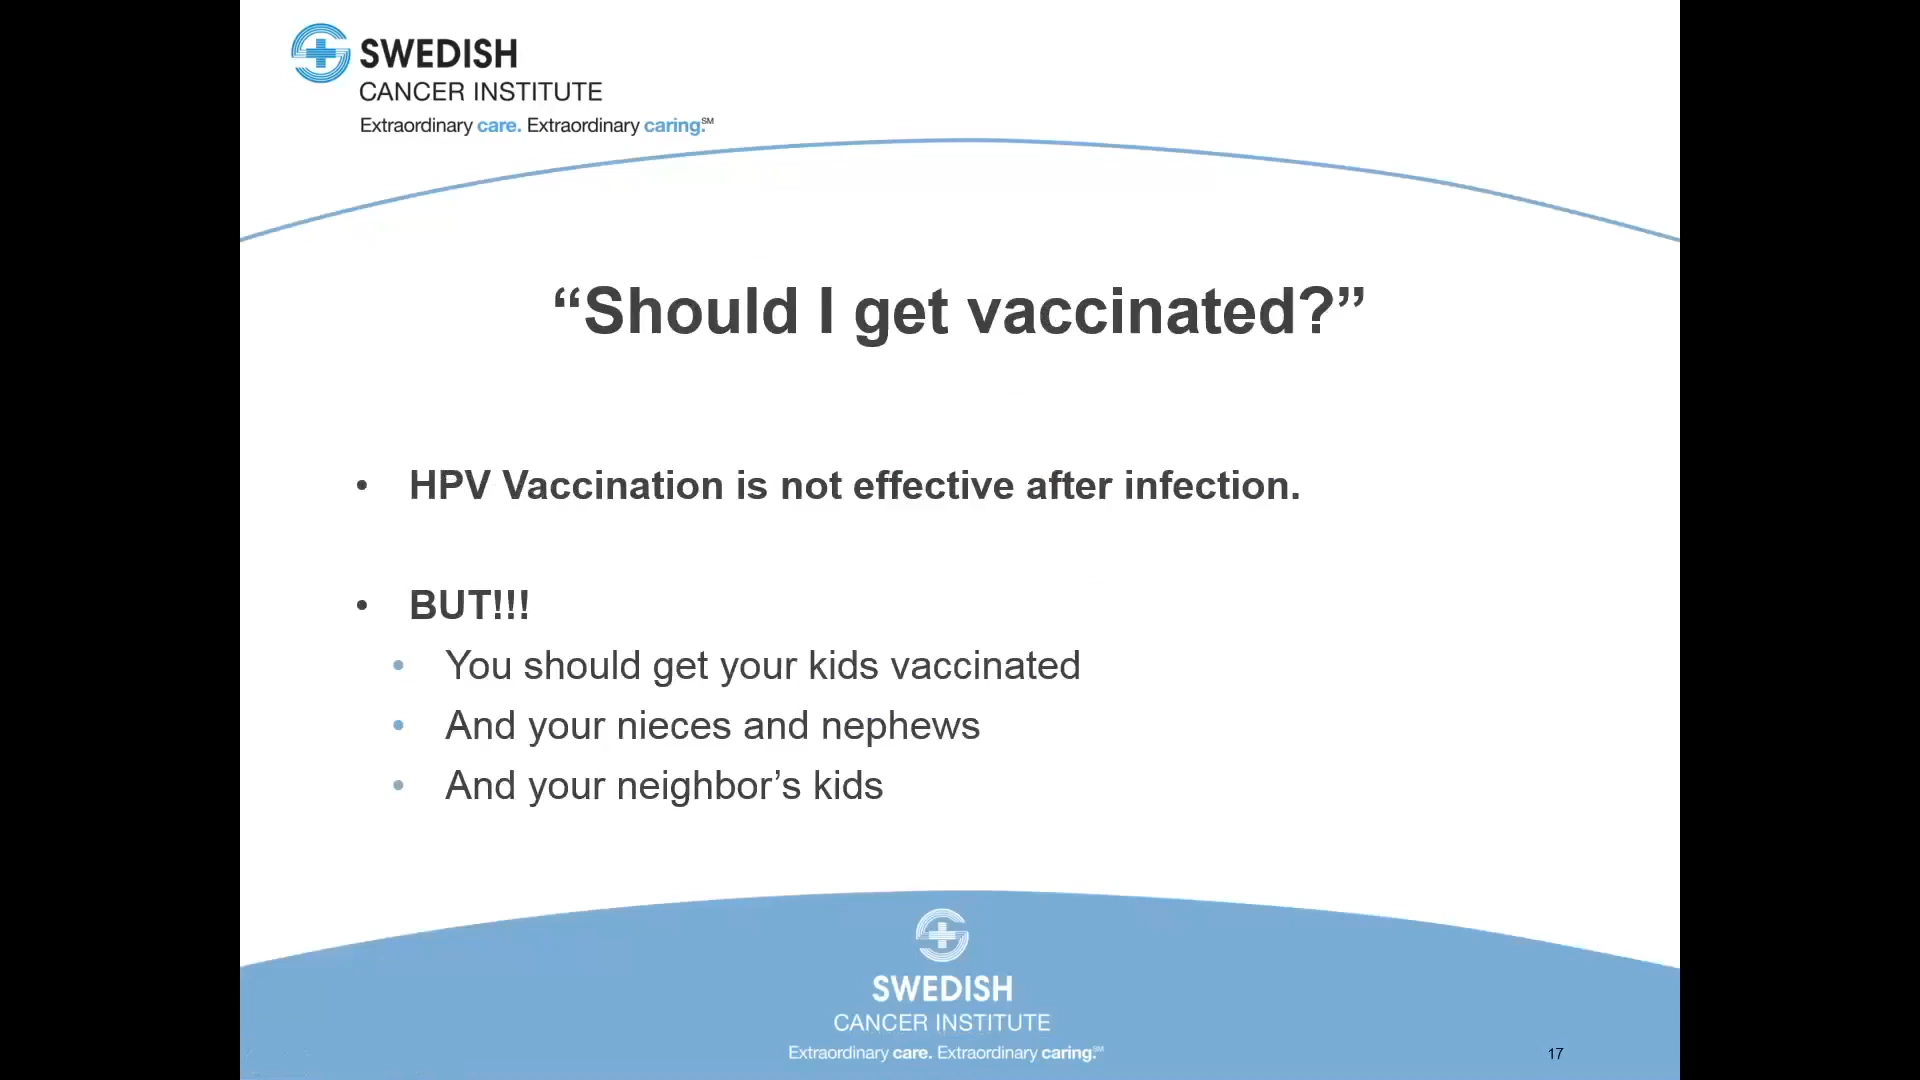 SWEDISH
CANCER INSTITUTE
Extraordinary care. Extraordinary caring.SM
“Should I get vaccinated?”
• HPV Vaccination is not effective after infection.
• BUT!!!
• You should get your kids vaccinated
• And your nieces and nephews
• And your neighbor’s kids
SWEDISH
CANCER INSTITUTE
Extraordinary care. Extraordinary caring.SM
17